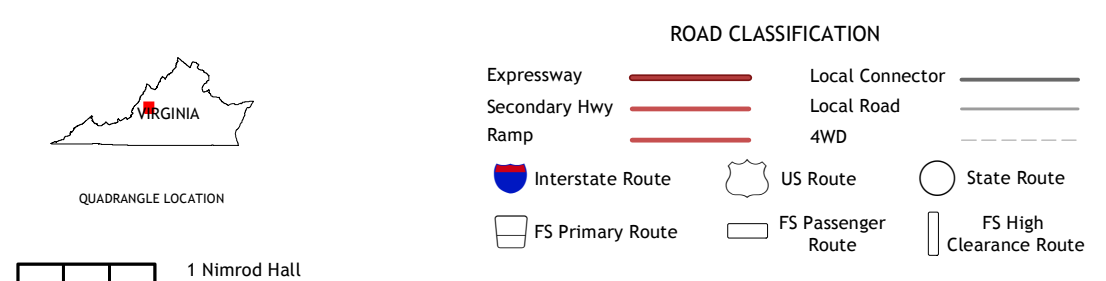 VIRGINIA
QUADRANGLE LOCATION
1 Nimrod Hall
ROAD CLASSIFICATION
Expressway
Local Connector
Secondary Hwy
Local Road
Ramp
4WD
Interstate Route
US Route
State Route
FS Primary Route
FS Passenger
Route
FS High
Clearance Route